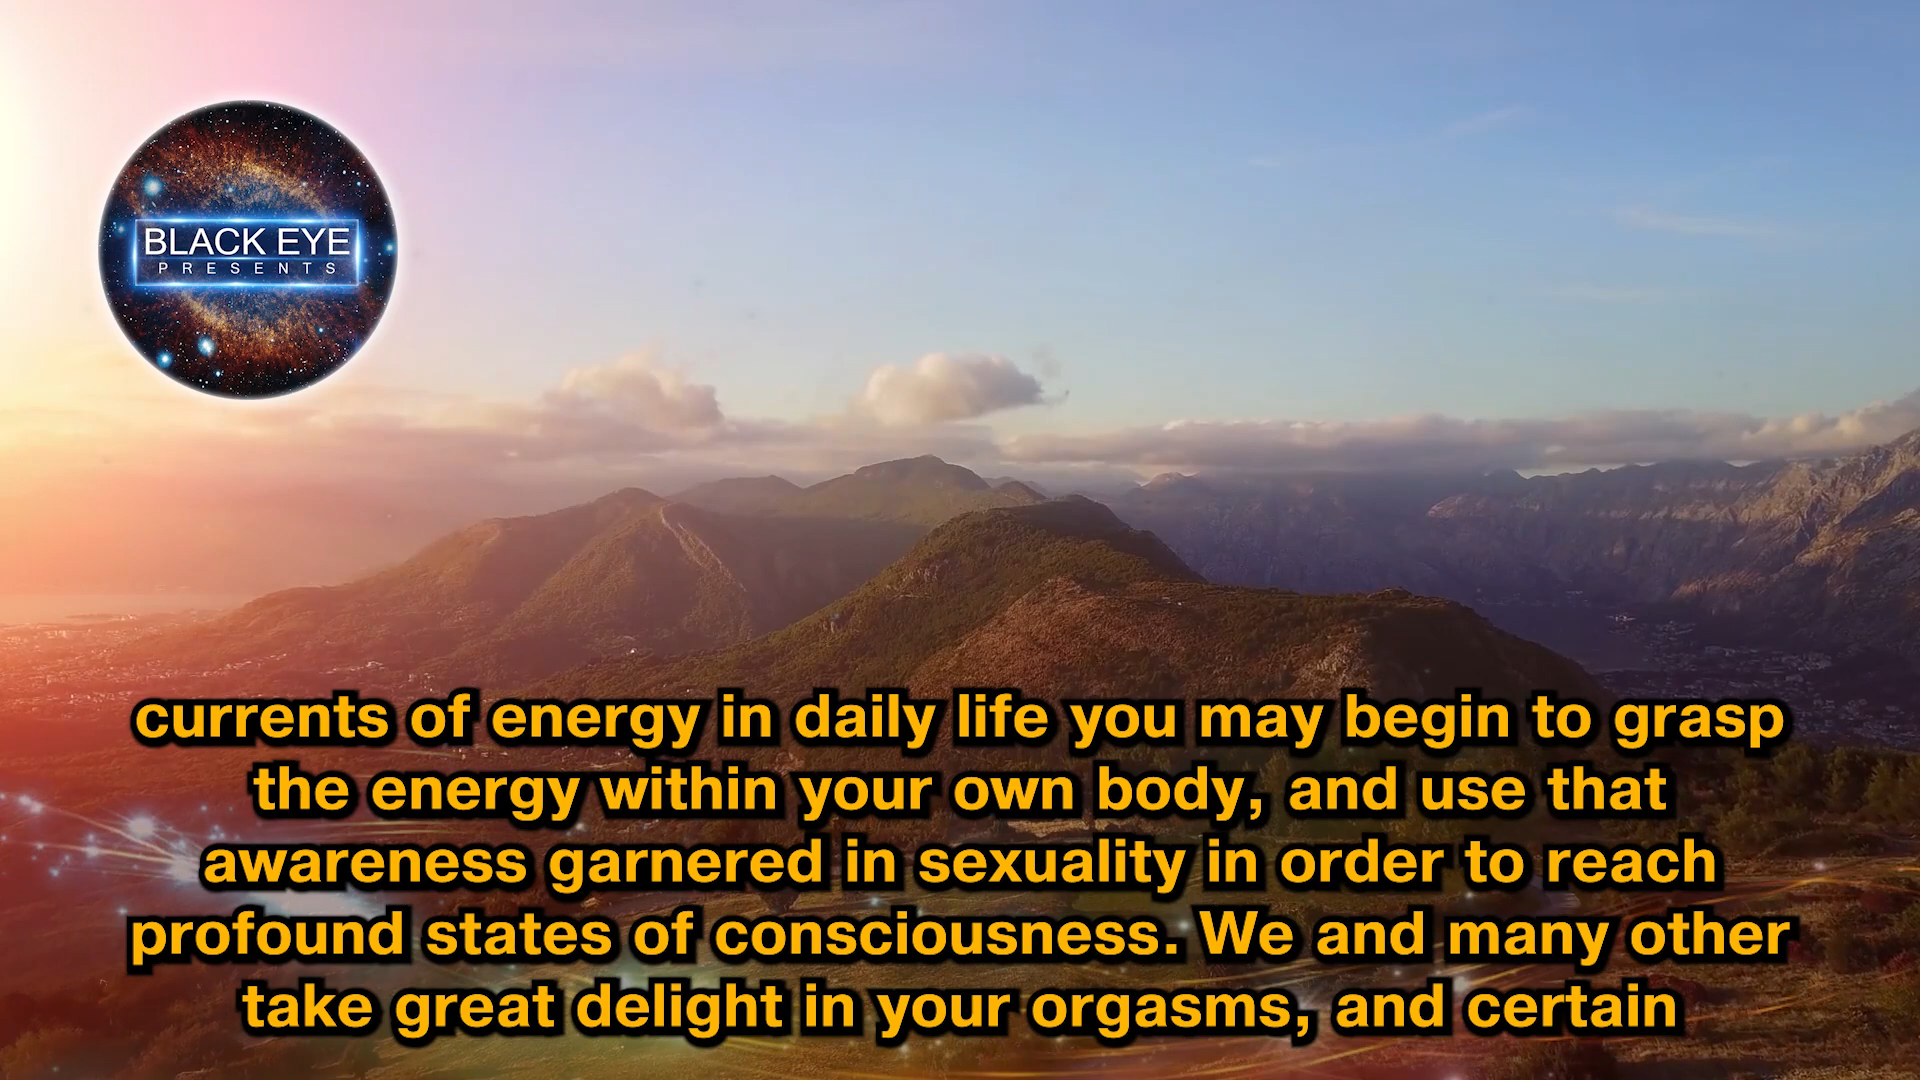 BLACK EYE
PRESENTS
currents of energy in daily life you may begin to grasp
the energy within your own body, and use that
awareness garnered in sexuality in order to reach
profound states of consciousness. We and many other
take great delight in your orgasms, and certain